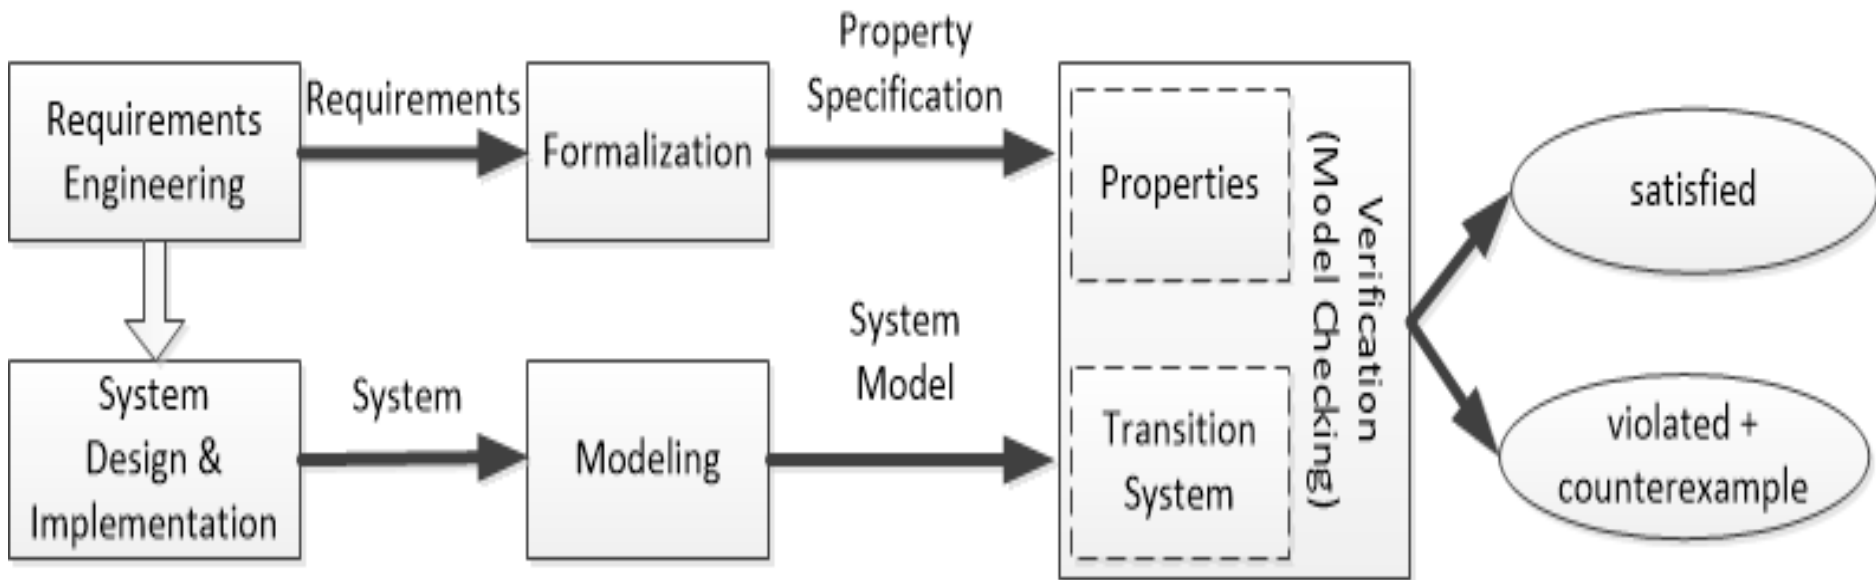 Requirements
Engineering
Requirements
Formalization
Property
Specification
Properties
Verification
(Model Checking)
satisfied
System
Design &
Implementation
System
Modeling
System
Model
Transition
System
violated +
counterexample